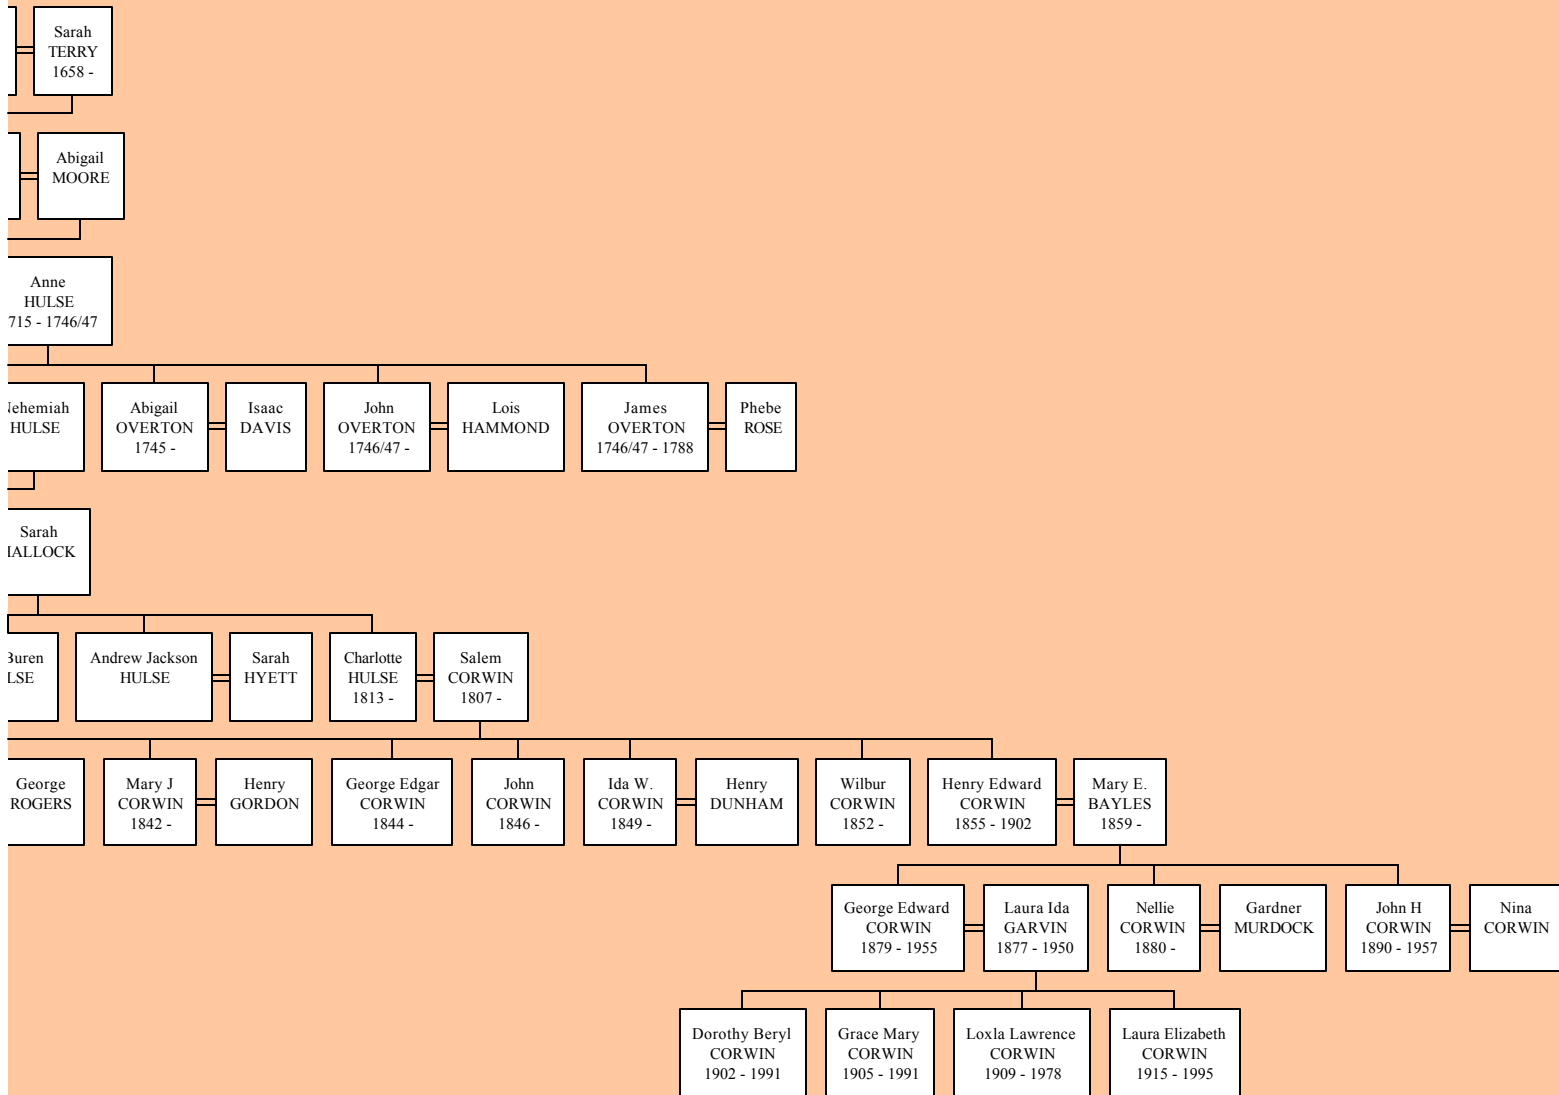 Sarah
TERRY
1658 -
Abigail
MOORE
Anne
HULSE
715 - 1746/47
HULSE
Abigail
OVERTON
1745 -
Isaac
DAVIS
John
OVERTON
1746/47 -
Lois
HAMMOND
James
OVERTON
1746/47 - 1788
Phebe
ROSE
Sarah
Andrew Jackson
HULSE
Sarah
HYETT
Charlotte
HULSE
1813 -
Salem
CORWIN
1807 -
George
ROGERS
Mary J
CORWIN
1842 -
Henry
GORDON
George Edgar
CORWIN
1844 -
John
CORWIN
1846 -
Ida W.
CORWIN
1849 -
Henry
DUNHAM
Wilbur
CORWIN
1852 -
Henry Edward
CORWIN
1855 - 1902
Mary E.
BAYLES
1859 -
George Edward
CORWIN
1879 - 1955
Laura Ida
GARVIN
1877 - 1950
Nellie
CORWIN
1880 -
Gardner
MURDOCK
John H
CORWIN
1890 - 1957
Nina
CORWIN
Dorothy Beryl
CORWIN
1902 - 1991
Grace Mary
CORWIN
1905 - 1991
Loxla Lawrence
CORWIN
1909 - 1978
Laura Elizabeth
CORWIN
1915 - 1995